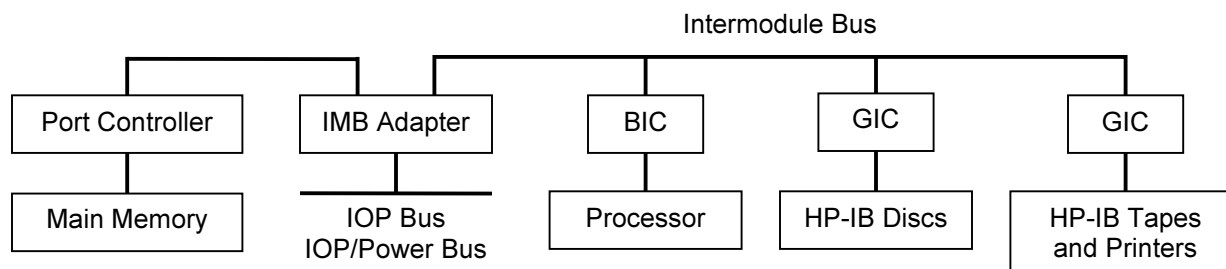 Intermodule Bus
Port Controller
IMB Adapter
BIC
GIC
GIC
Main Memory
IOP Bus
IOP/Power Bus
Processor
HP-IB Discs
HP-IB Tapes
and Printers